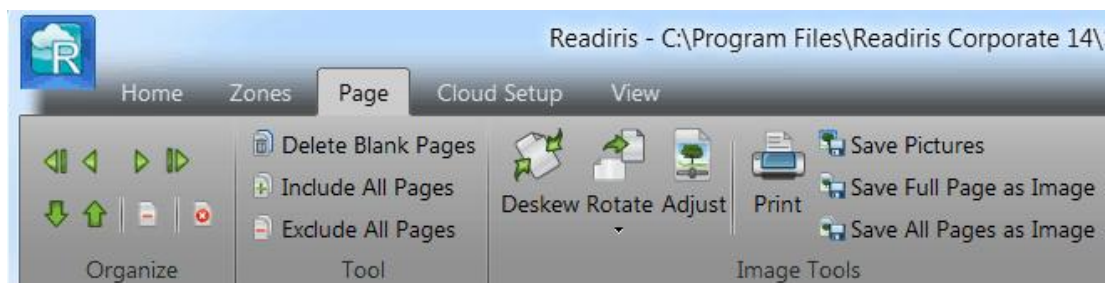 R
Readiris - C:\Program Files\Readiris Corporate 14\
Home Zones Page Cloud Setup View
Delete Blank Pages
Include All Pages
Exclude All Pages
Deskew Rotate Adjust Print
Save Pictures
Save Full Page as Image
Save All Pages as Image
Organize Tool Image Tools